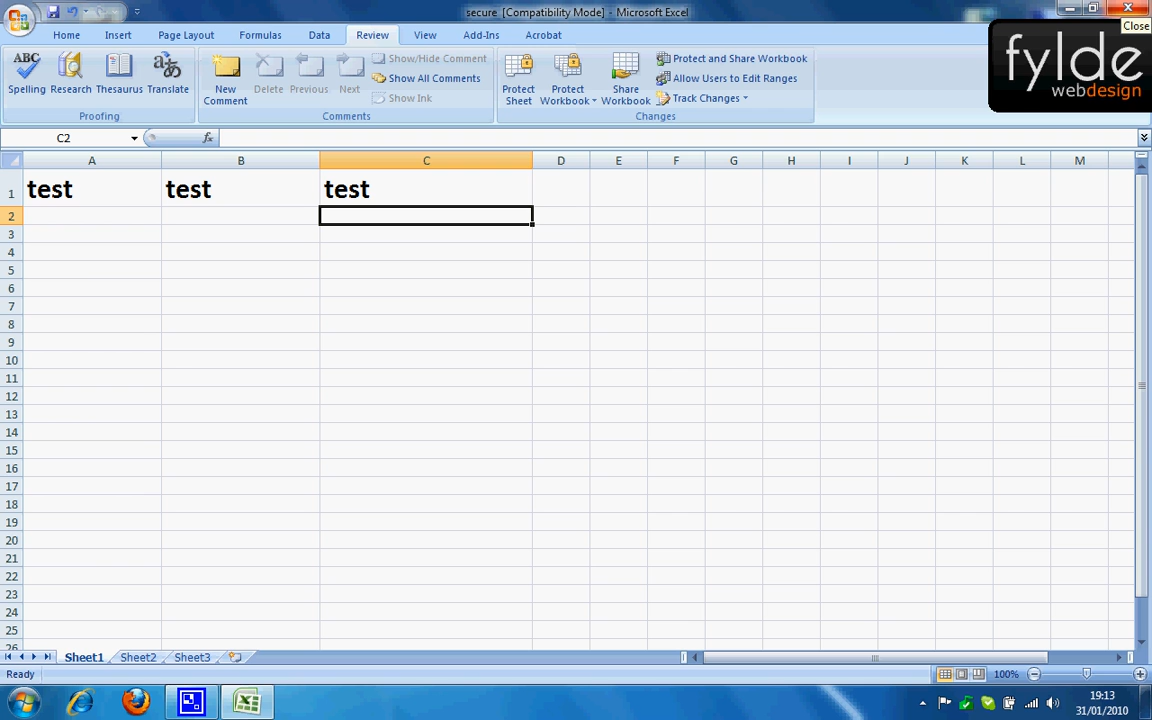 secure [Compatibility Mode] - Microsoft Excel
Close
Home Insert Page Layout Formulas Data Review View Add-Ins Acrobat
fylde
webdesign
ABC
Spelling Research Thesaurus Translate
Proofing
New Comment Delete Previous Next
Show/Hide Comment
Show All Comments
Show Ink
Comments
Protect Sheet Protect Workbook Share Workbook
Protect and Share Workbook
Allow Users to Edit Ranges
Track Changes
Changes
C2 fx
A B C D E F G H I J K L M
1 test test test
2
3
4
5
6
7
8
9
10
11
12
13
14
15
16
17
18
19
20
21
22
23
24
25
26
Sheet1 Sheet2 Sheet3
Ready 100%
19:13
31/01/2010